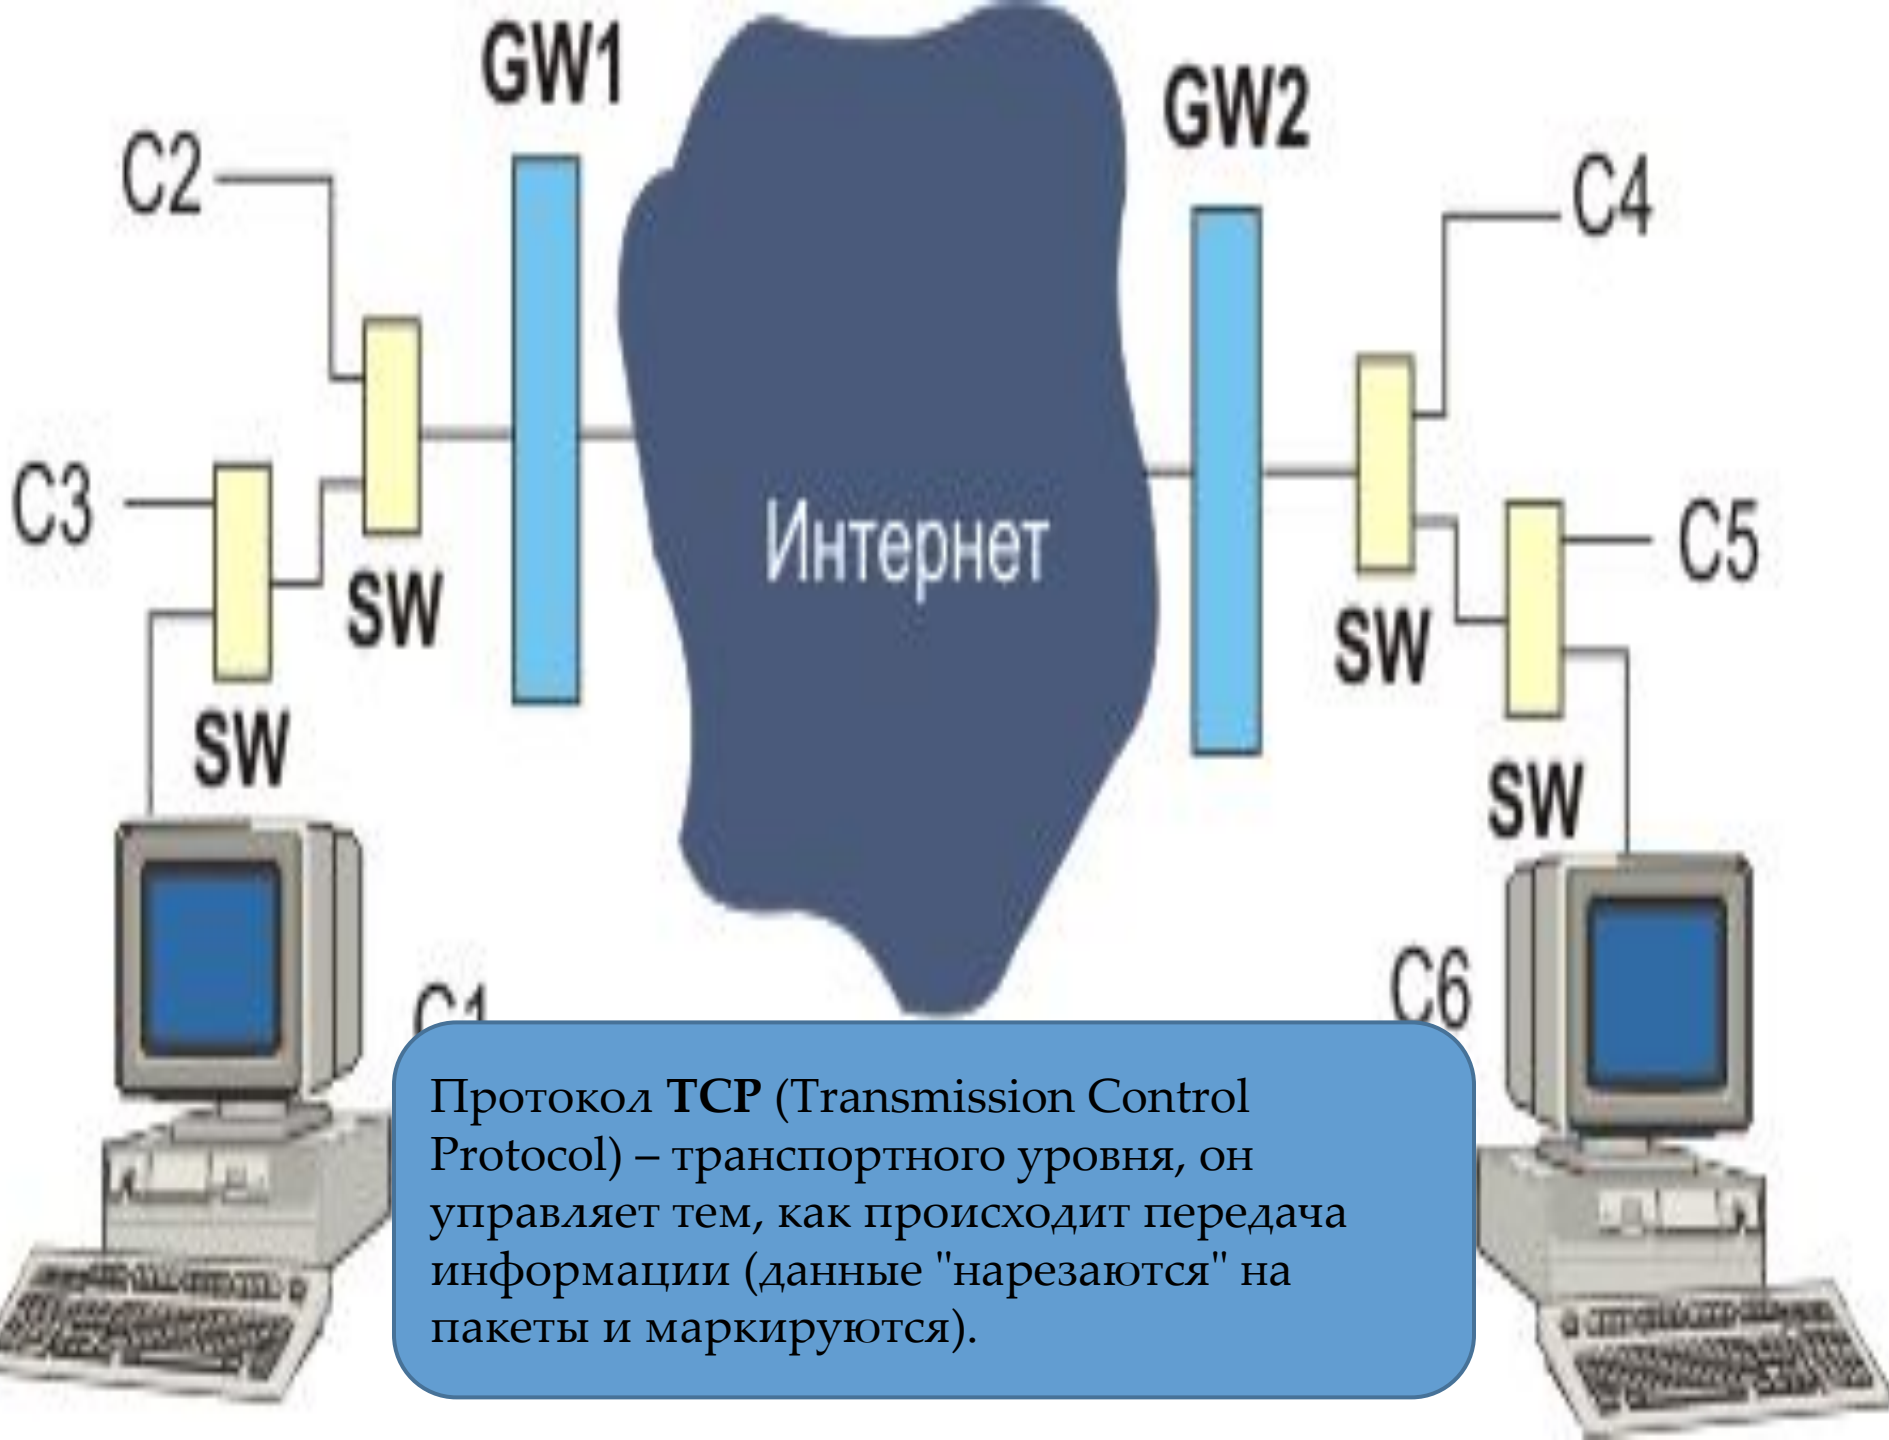 GW1
GW2
C2
C4
C3
C5
Интернет
SW
SW
SW
SW
C1
C6
Протокол TCP (Transmission Control
Protocol) – транспортного уровня, он
управляет тем, как происходит передача
информации (данные "нарезаются" на
пакеты и маркируются).